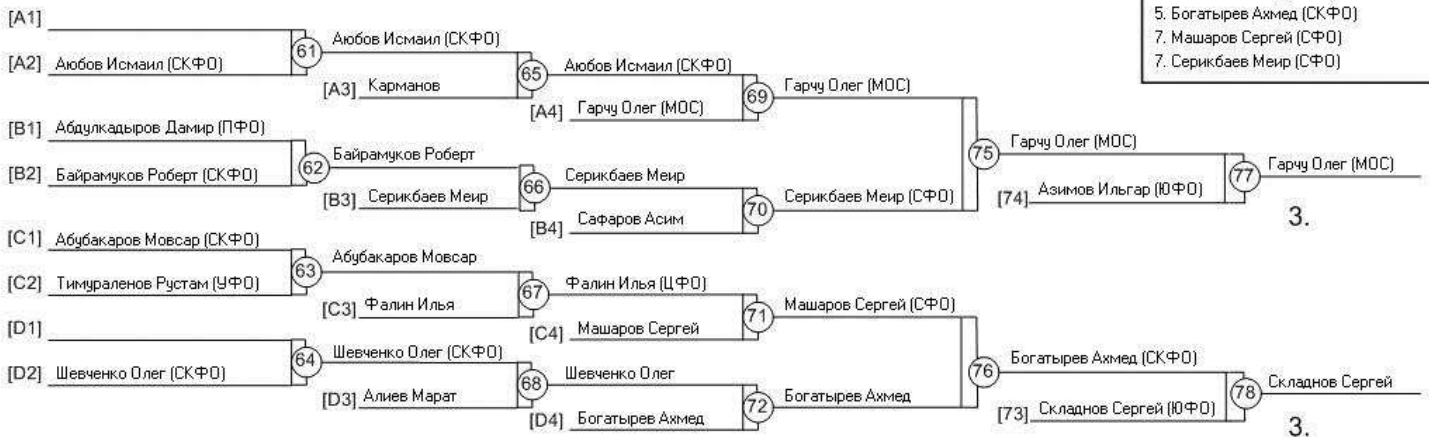 [A1]
[A2] Аюбов Исмаил (СКФО)
61
Аюбов Исмаил (СКФО)
[A3] Карманов
65
Аюбов Исмаил (СКФО)
[A4] Гарчу Олег (МОС)
69
Гарчу Олег (МОС)
[B1] Абдулкадыров Дамир (ПФО)
[B2] Байрамуков Роберт (СКФО)
62
Байрамуков Роберт
[B3] Серикбаев Меир
66
Серикбаев Меир
[B4] Сафаров Асим
70
Серикбаев Меир (СФО)
75
Гарчу Олег (МОС)
[74] Азимов Ильгар (ЮФО)
77
Гарчу Олег (МОС)
3.
[C1] Абубакаров Мовсар (СКФО)
[C2] Тимураленов Рустам (УФО)
63
Абубакаров Мовсар
[C3] Фалин Илья
67
Фалин Илья (ЦФО)
[C4] Машаров Сергей
71
Машаров Сергей (СФО)
[D1]
[D2] Шевченко Олег (СКФО)
64
Шевченко Олег (СКФО)
[D3] Алиев Марат
68
Шевченко Олег
[D4] Богатырев Ахмед
72
Богатырев Ахмед
76
Богатырев Ахмед (СКФО)
[73] Складнов Сергей (ЮФО)
78
Складнов Сергей
3.
5. Богатырев Ахмед (СКФО)
7. Машаров Сергей (СФО)
7. Серикбаев Меир (СФО)